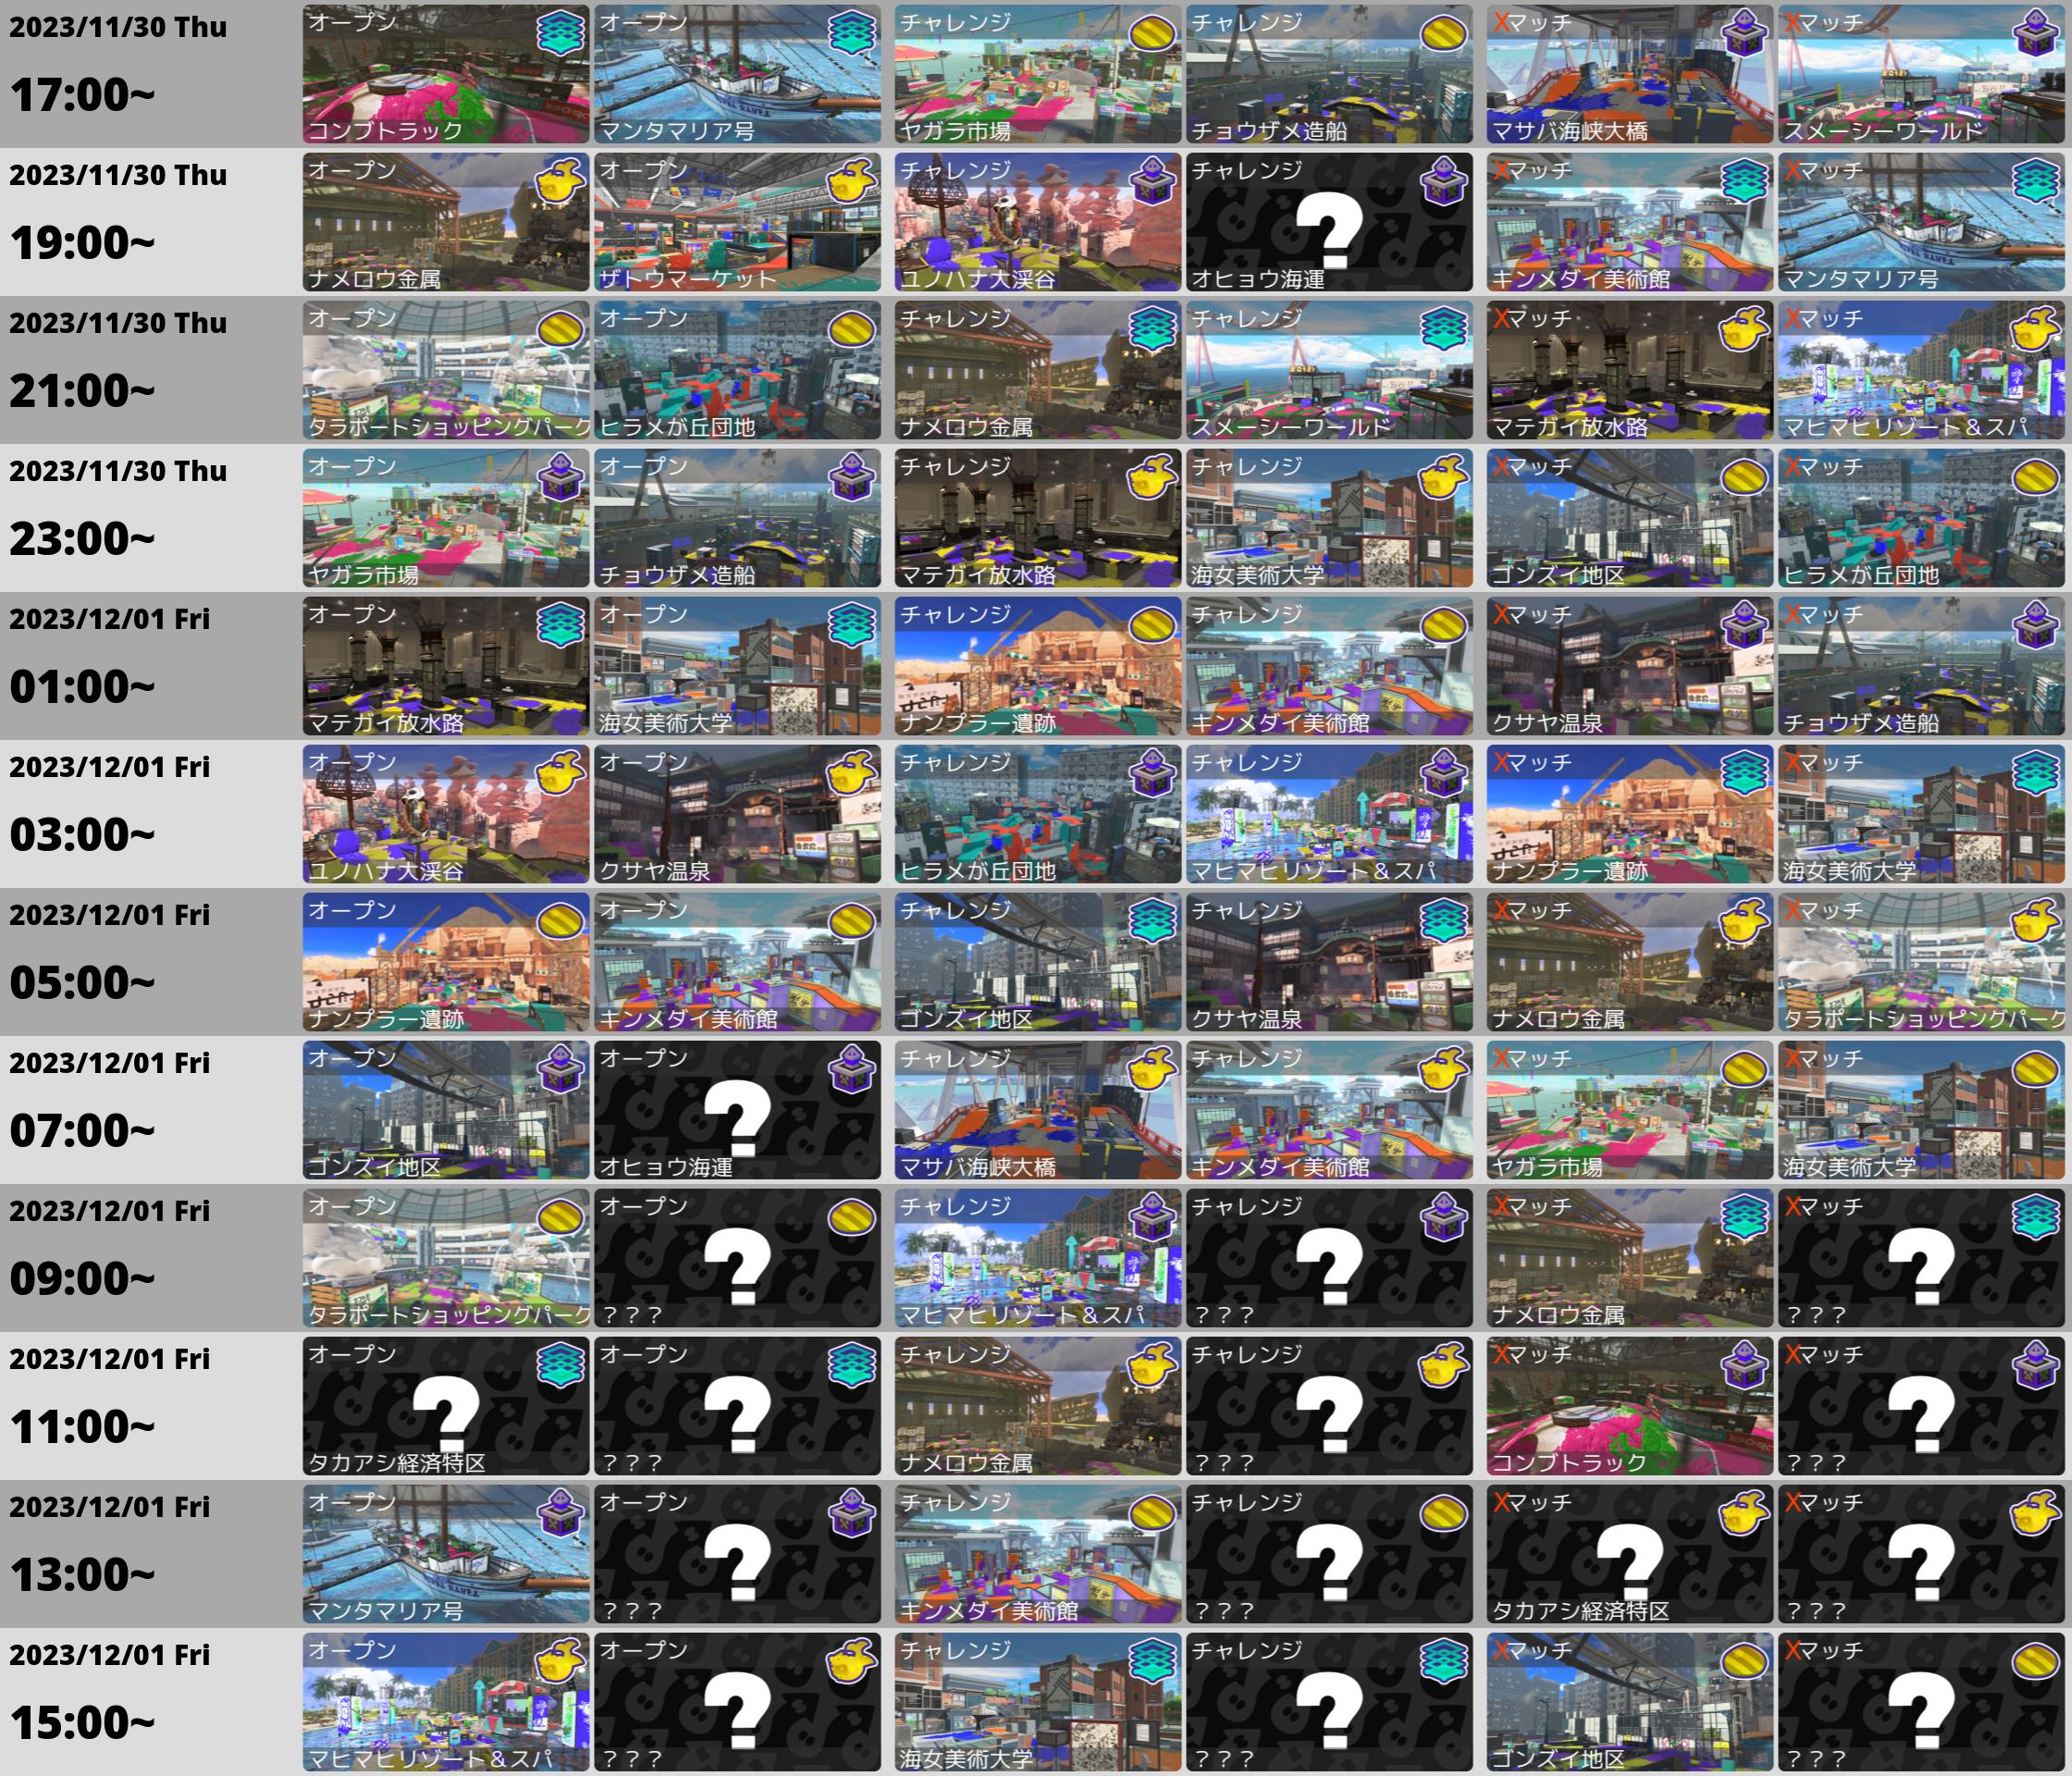 2023/11/30 Thu
17:00~
オープン
コンブトラック
オープン
マンタマリア号
チャレンジ
ヤガラ市場
チャレンジ
チョウザメ造船
Xマッチ
マサバ海峡大橋
Xマッチ
スメーシーワールド
2023/11/30 Thu
19:00~
オープン
ナメロウ金属
オープン
ザトウマーケット
チャレンジ
ユノハナ大渓谷
チャレンジ
?
オヒョウ海運
Xマッチ
キンメダイ美術館
Xマッチ
マンタマリア号
2023/11/30 Thu
21:00~
オープン
タラポートショッピングパーク
オープン
ヒラメが丘団地
チャレンジ
ナメロウ金属
チャレンジ
スメーシーワールド
Xマッチ
マテガイ放水路
Xマッチ
マヒマヒリゾート＆スパ
2023/11/30 Thu
23:00~
オープン
ヤガラ市場
オープン
チョウザメ造船
チャレンジ
マテガイ放水路
チャレンジ
海女美術大学
Xマッチ
ゴンズイ地区
Xマッチ
ヒラメが丘団地
2023/12/01 Fri
01:00~
オープン
マテガイ放水路
オープン
海女美術大学
チャレンジ
ナンプラー遺跡
チャレンジ
キンメダイ美術館
Xマッチ
クサヤ温泉
Xマッチ
チョウザメ造船
2023/12/01 Fri
03:00~
オープン
ユノハナ大渓谷
オープン
クサヤ温泉
チャレンジ
ヒラメが丘団地
チャレンジ
マヒマヒリゾート＆スパ
Xマッチ
ナンプラー遺跡
Xマッチ
海女美術大学
2023/12/01 Fri
05:00~
オープン
ナンプラー遺跡
オープン
キンメダイ美術館
チャレンジ
ゴンズイ地区
チャレンジ
クサヤ温泉
Xマッチ
ナメロウ金属
Xマッチ
タラポートショッピングパーク
2023/12/01 Fri
07:00~
オープン
ゴンズイ地区
オープン
?
オヒョウ海運
チャレンジ
マサバ海峡大橋
チャレンジ
キンメダイ美術館
Xマッチ
ヤガラ市場
Xマッチ
海女美術大学
2023/12/01 Fri
09:00~
オープン
タラポートショッピングパーク
オープン
?
？？？
チャレンジ
マヒマヒリゾート＆スパ
チャレンジ
?
？？？
Xマッチ
ナメロウ金属
Xマッチ
?
？？？
2023/12/01 Fri
11:00~
オープン
?
タカアシ経済特区
オープン
?
？？？
チャレンジ
ナメロウ金属
チャレンジ
?
？？？
Xマッチ
コンブトラック
Xマッチ
?
？？？
2023/12/01 Fri
13:00~
オープン
マンタマリア号
オープン
?
？？？
チャレンジ
キンメダイ美術館
チャレンジ
?
？？？
Xマッチ
?
タカアシ経済特区
Xマッチ
?
？？？
2023/12/01 Fri
15:00~
オープン
マヒマヒリゾート＆スパ
オープン
?
？？？
チャレンジ
海女美術大学
チャレンジ
?
？？？
Xマッチ
ゴンズイ地区
Xマッチ
?
？？？